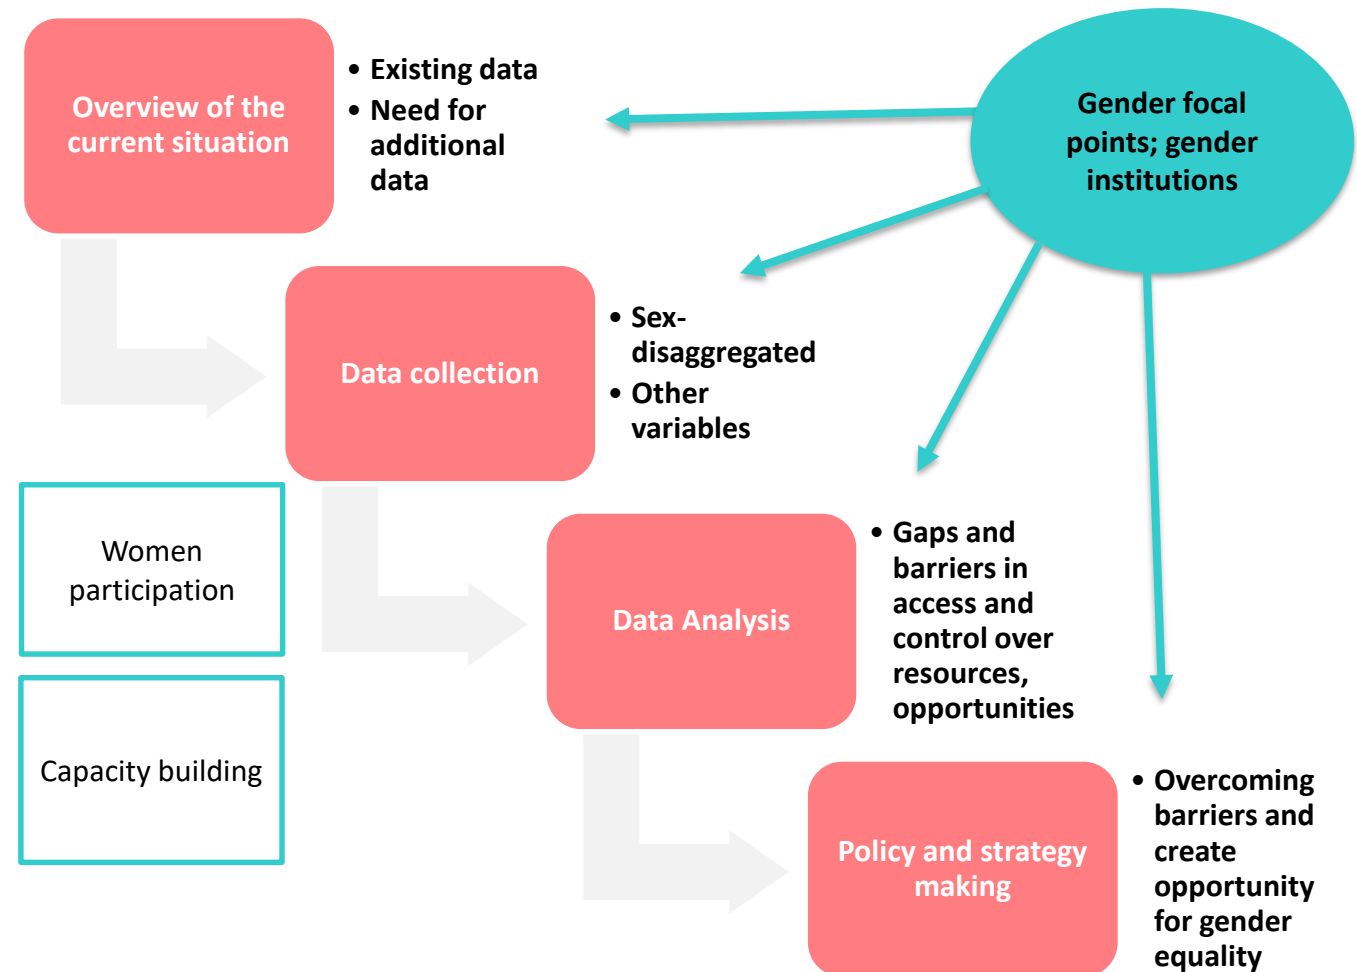 Overview of the
current situation
• Existing data
• Need for
additional
data
Gender focal
points; gender
institutions
Data collection
• Sex-
disaggregated
• Other
variables
Women
participation
Capacity building
Data Analysis
• Gaps and
barriers in
access and
control over
resources,
opportunities
Policy and strategy
making
• Overcoming
barriers and
create
opportunity
for gender
equality